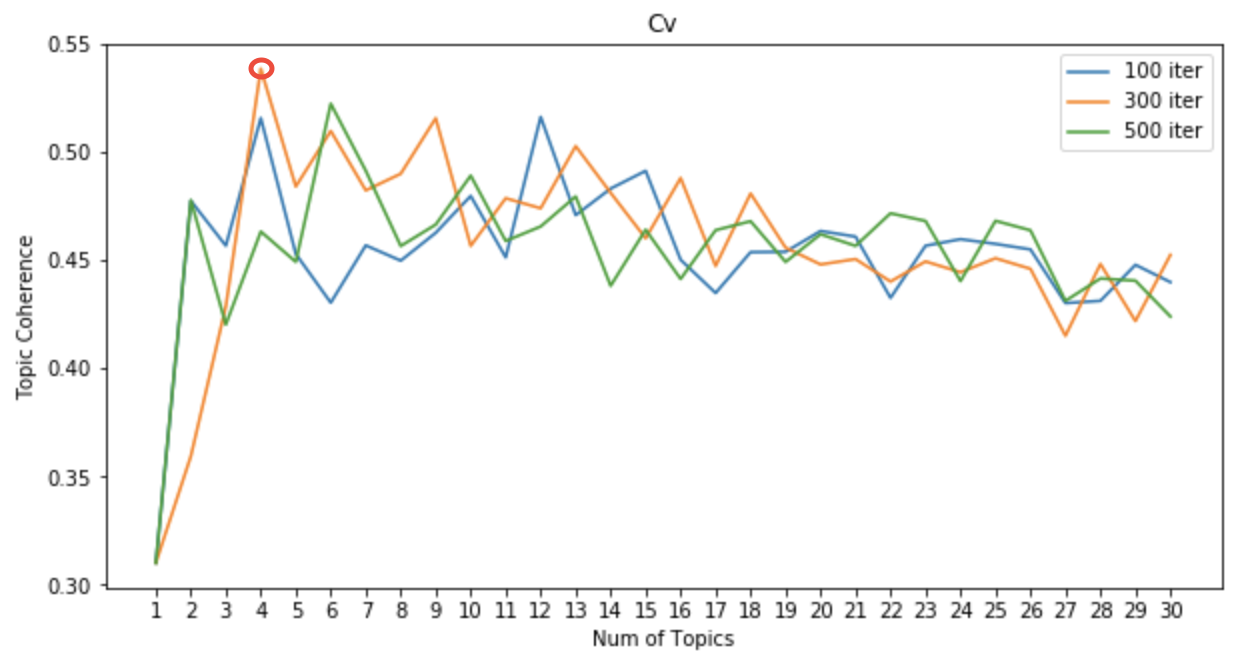 Cv
0.55
0.50
0.45
0.40
0.35
0.30
Topic Coherence
100 iter
300 iter
500 iter
1 2 3 4 5 6 7 8 9 10 11 12 13 14 15 16 17 18 19 20 21 22 23 24 25 26 27 28 29 30
Num of Topics